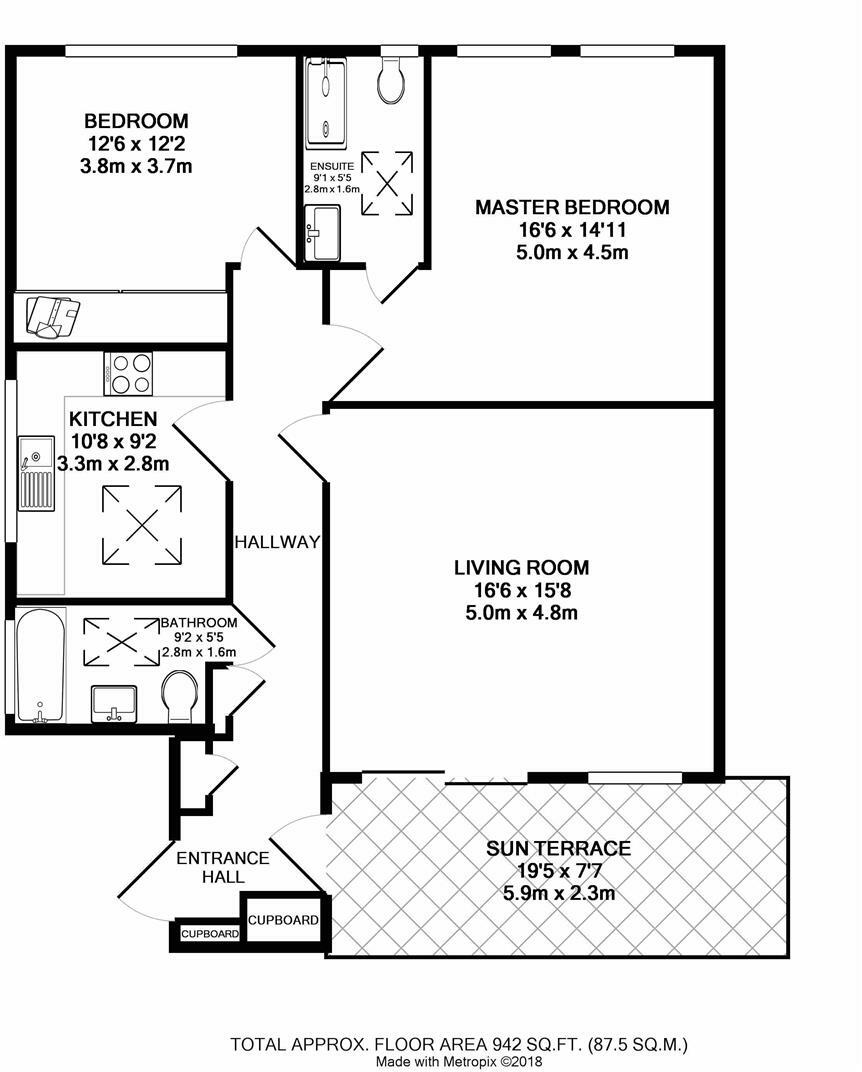 BEDROOM
12'6 x 12'2
3.8m x 3.7m
ENSUITE
9'1 x 5'5
2.8m x 1.6m
MASTER BEDROOM
16'6 x 14'11
5.0m x 4.5m
KITCHEN
10'8 x 9'2
3.3m x 2.8m
HALLWAY
LIVING ROOM
16'6 x 15'8
5.0m x 4.8m
BATHROOM
9'2 x 5'5
2.8m x 1.6m
ENTRANCE
HALL
SUN TERRACE
19'5 x 7'7
5.9m x 2.3m
CUPBOARD
CUPBOARD
TOTAL APPROX. FLOOR AREA 942 SQ.FT. (87.5 SQ.M.)
Made with Metropix ©2018